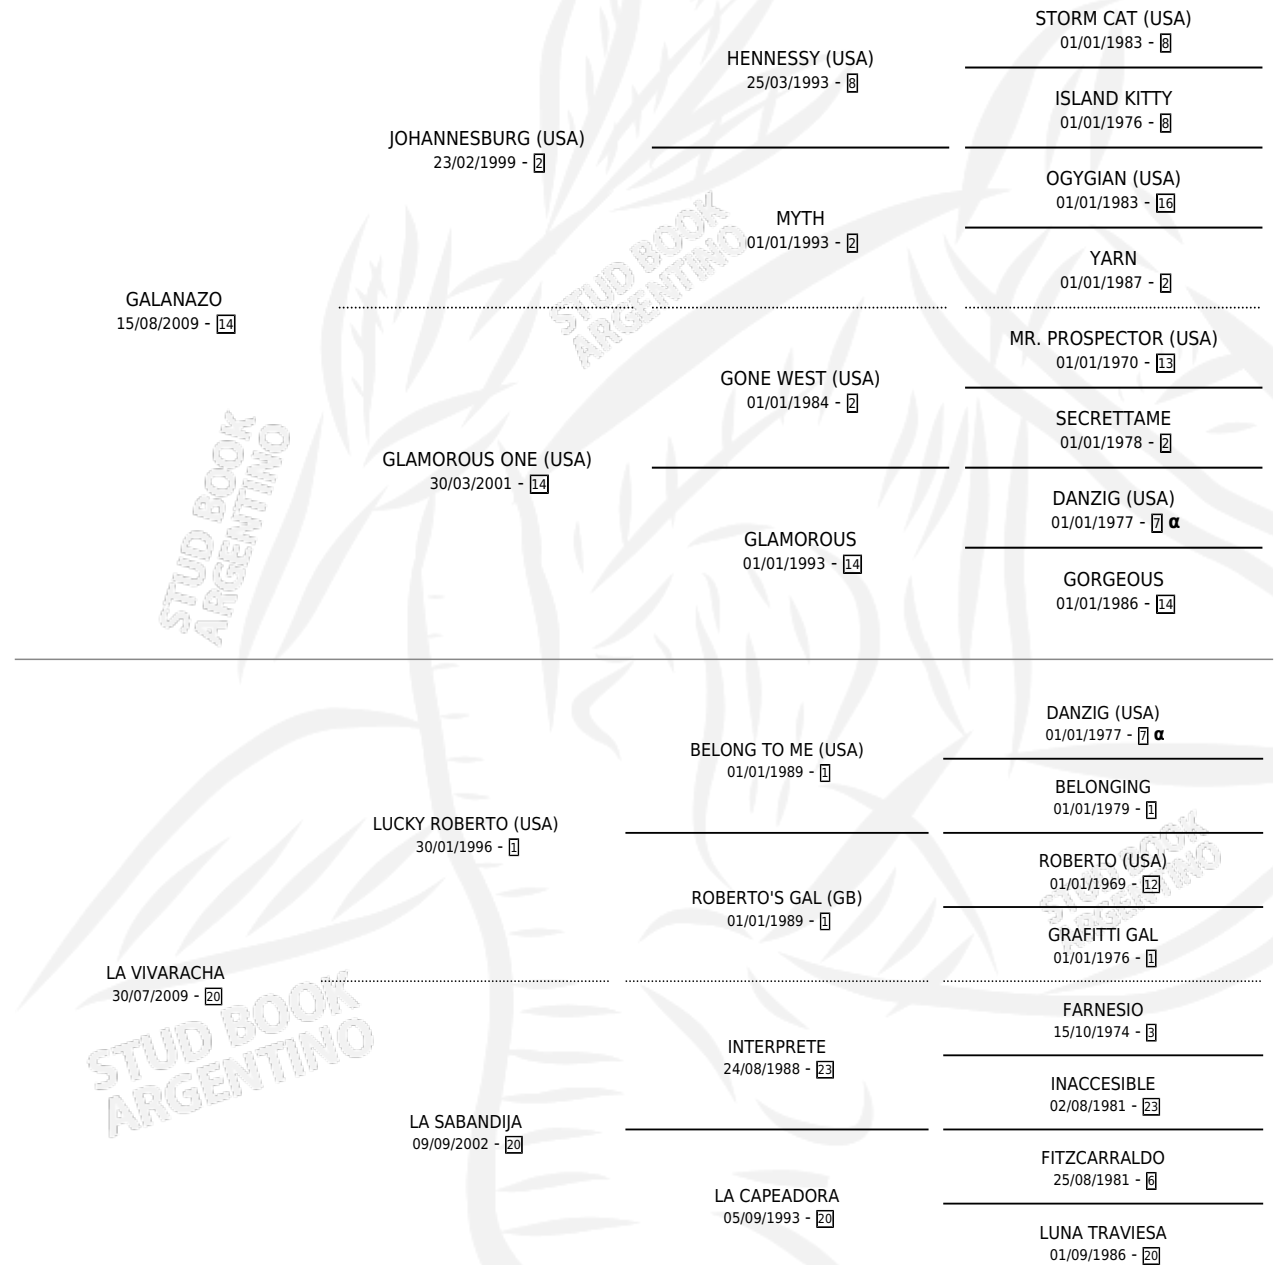 STORM CAT (USA)
01/01/1983 - 8
HENNESSY (USA)
25/03/1993 - 8
ISLAND KITTY
01/01/1976 - 8
JOHANNESBURG (USA)
23/02/1999 - 2
OGYGIAN (USA)
01/01/1983 - 16
MYTH
01/01/1993 - 2
YARN
01/01/1987 - 2
GALANAZO
15/08/2009 - 14
MR. PROSPECTOR (USA)
01/01/1970 - 13
GONE WEST (USA)
01/01/1984 - 2
SECRETTAME
01/01/1978 - 2
GLAMOROUS ONE (USA)
30/03/2001 - 14
DANZIG (USA)
01/01/1977 - 7 α
GLAMOROUS
01/01/1993 - 14
GORGEOUS
01/01/1986 - 14
DANZIG (USA)
01/01/1977 - 7 α
BELONG TO ME (USA)
01/01/1989 - 1
BELONGING
01/01/1979 - 1
LUCKY ROBERTO (USA)
30/01/1996 - 1
ROBERTO (USA)
01/01/1969 - 12
ROBERTO'S GAL (GB)
01/01/1989 - 1
GRAFITTI GAL
01/01/1976 - 1
LA VIVARACHA
30/07/2009 - 20
FARNESIO
15/10/1974 - 3
INTERPRETE
24/08/1988 - 23
INACCESIBLE
02/08/1981 - 23
LA SABANDIJA
09/09/2002 - 20
FITZCARRALDO
25/08/1981 - 6
LA CAPEADORA
05/09/1993 - 20
LUNA TRAVIESA
01/09/1986 - 20
STUD BOOK
ARGENTINO
STUD BOOK
ARGENTINO
STUD BOOK
ARGENTINO
STUD BOOK
ARGENTINO